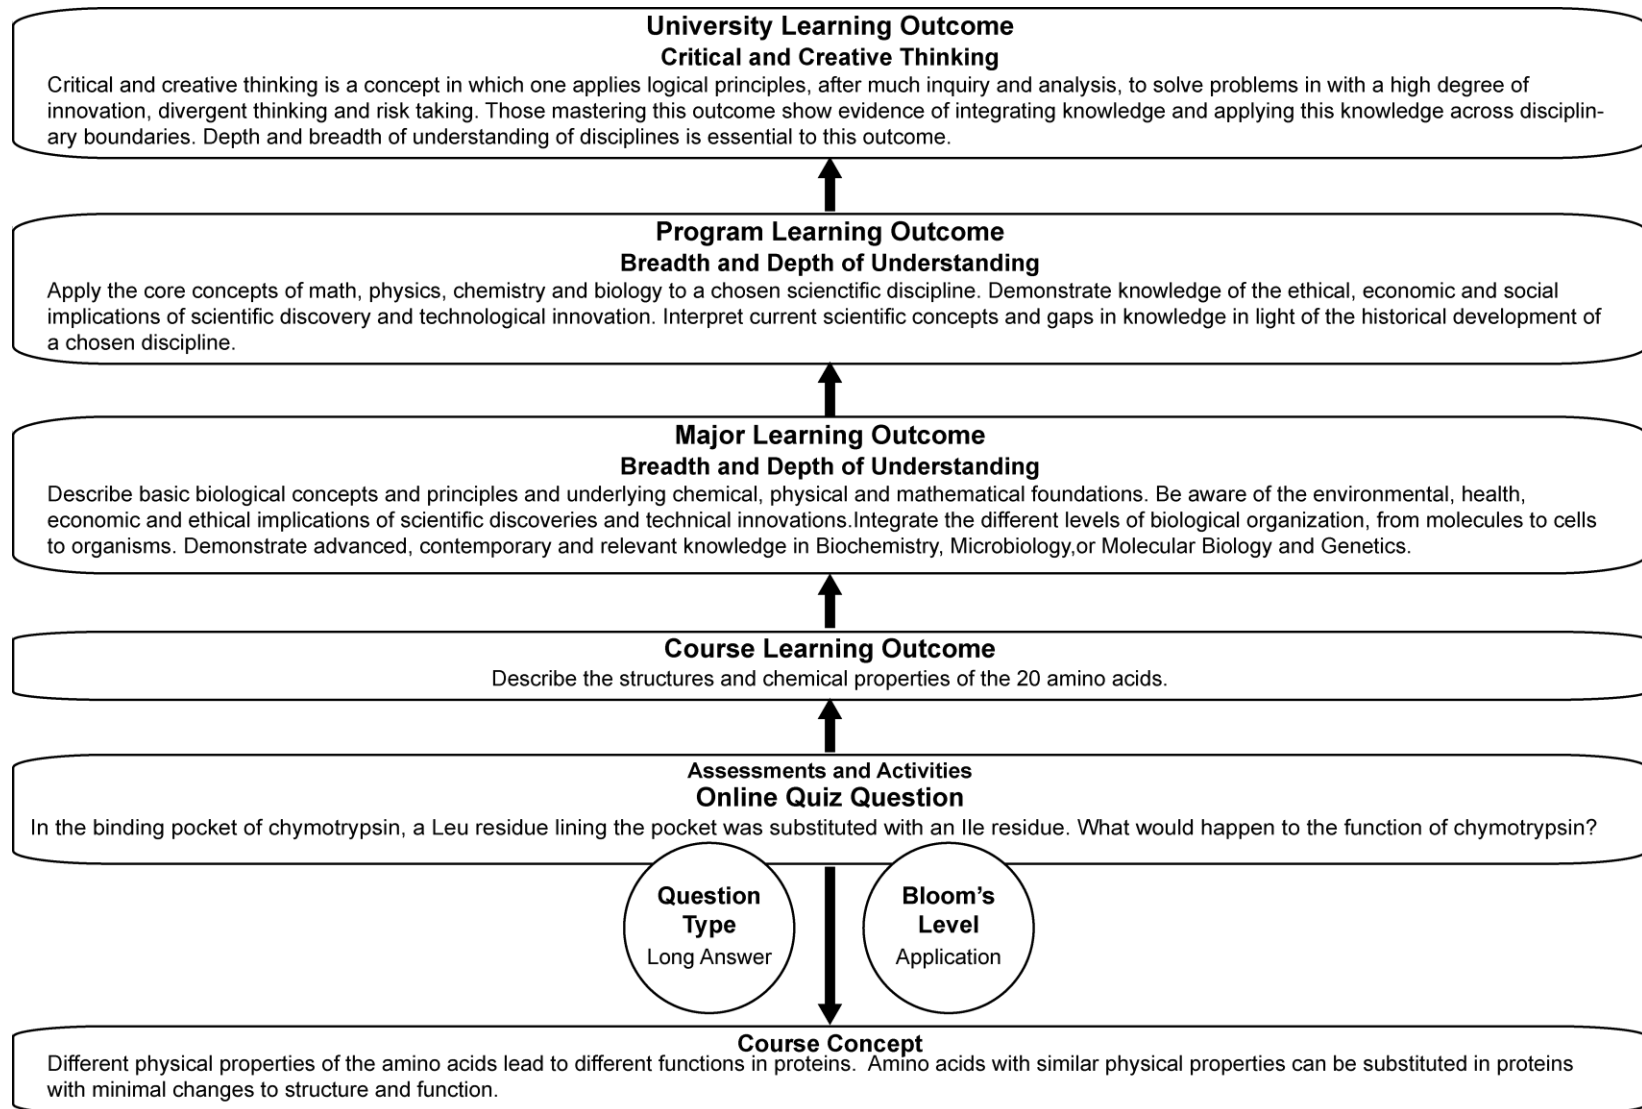 University Learning Outcome
Critical and Creative Thinking
Critical and creative thinking is a concept in which one applies logical principles, after much inquiry and analysis, to solve problems in with a high degree of
innovation, divergent thinking and risk taking. Those mastering this outcome show evidence of integrating knowledge and applying this knowledge across disciplin-
ary boundaries. Depth and breadth of understanding of disciplines is essential to this outcome.
Program Learning Outcome
Breadth and Depth of Understanding
Apply the core concepts of math, physics, chemistry and biology to a chosen scienctific discipline. Demonstrate knowledge of the ethical, economic and social
implications of scientific discovery and technological innovation. Interpret current scientific concepts and gaps in knowledge in light of the historical development of
a chosen discipline.
Major Learning Outcome
Breadth and Depth of Understanding
Describe basic biological concepts and principles and underlying chemical, physical and mathematical foundations. Be aware of the environmental, health,
economic and ethical implications of scientific discoveries and technical innovations.Integrate the different levels of biological organization, from molecules to cells
to organisms. Demonstrate advanced, contemporary and relevant knowledge in Biochemistry, Microbiology,or Molecular Biology and Genetics.
Course Learning Outcome
Describe the structures and chemical properties of the 20 amino acids.
Assessments and Activities
Online Quiz Question
In the binding pocket of chymotrypsin, a Leu residue lining the pocket was substituted with an Ile residue. What would happen to the function of chymotrypsin?
Question
Type
Long Answer
Bloom's
Level
Application
Course Concept
Different physical properties of the amino acids lead to different functions in proteins.  Amino acids with similar physical properties can be substituted in proteins
with minimal changes to structure and function.